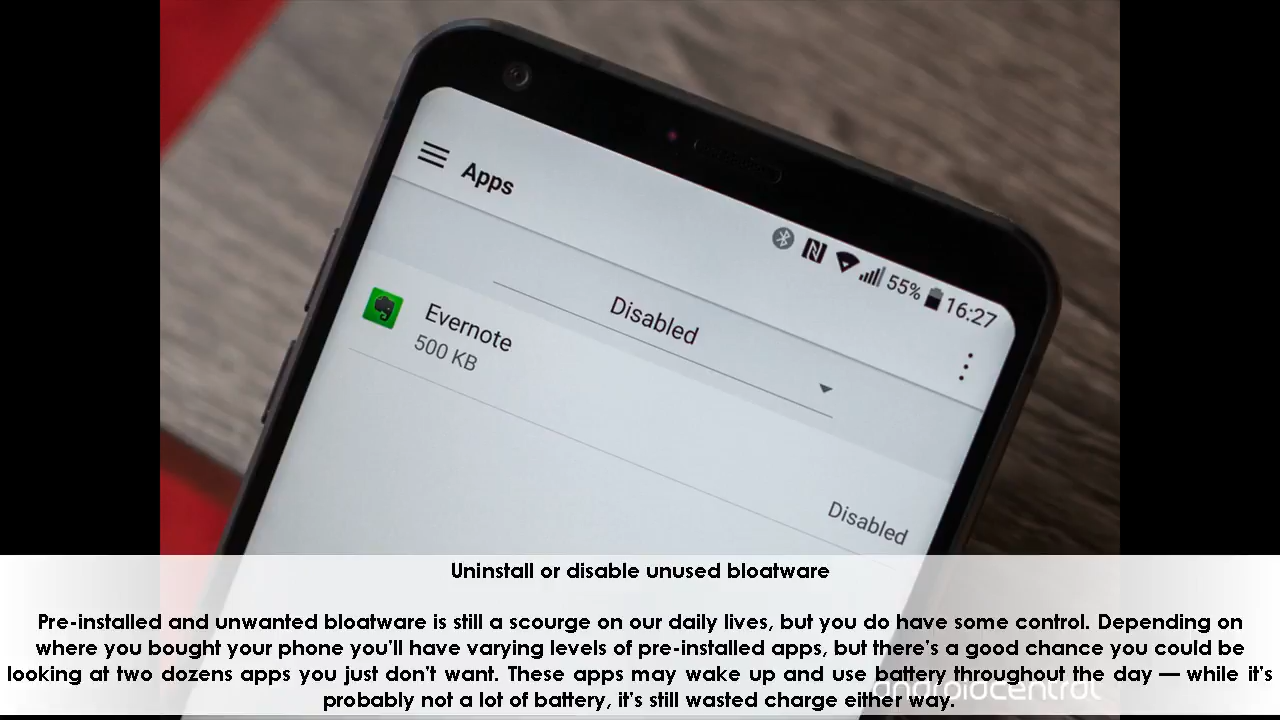 Apps
55% 16:27
Disabled
Evernote
500 KB
Disabled
Uninstall or disable unused bloatware
Pre-installed and unwanted bloatware is still a scourge on our daily lives, but you do have some control. Depending on
where you bought your phone you'll have varying levels of pre-installed apps, but there's a good chance you could be
looking at two dozens apps you just don't want. These apps may wake up and use battery throughout the day — while it's
probably not a lot of battery, it's still wasted charge either way.
androidcentral